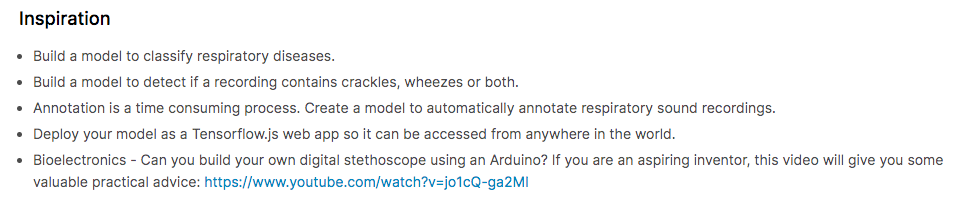 Inspiration
• Build a model to classify respiratory diseases.
• Build a model to detect if a recording contains crackles, wheezes or both.
• Annotation is a time consuming process. Create a model to automatically annotate respiratory sound recordings.
• Deploy your model as a Tensorflow.js web app so it can be accessed from anywhere in the world.
• Bioelectronics - Can you build your own digital stethoscope using an Arduino? If you are an aspiring inventor, this video will give you some
valuable practical advice: https://www.youtube.com/watch?v=jo1cQ-ga2MI